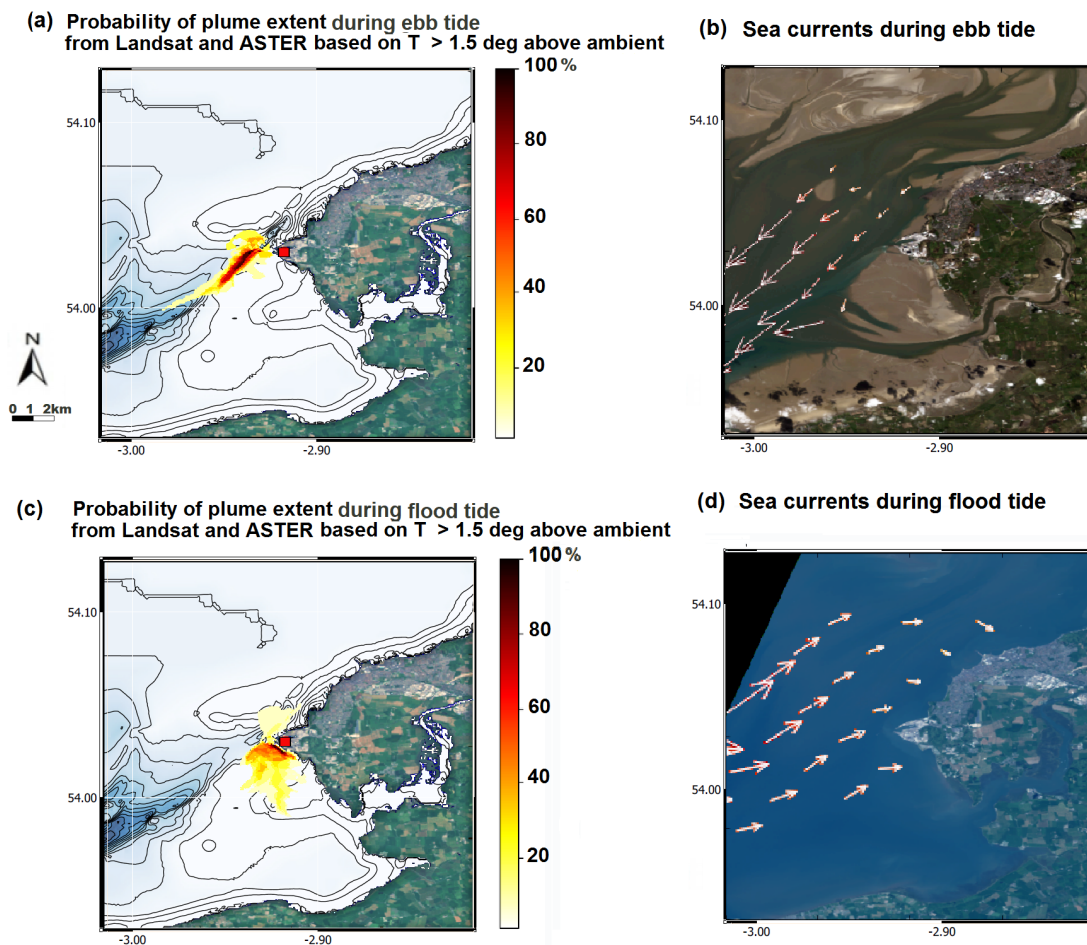 (a) Probability of plume extent during ebb tide
from Landsat and ASTER based on T > 1.5 deg above ambient
100 %
80
60
40
20
54.10
54.00
-3.00 -2.90
N
0 1 2km
(b) Sea currents during ebb tide
54.10
54.00
-3.00 -2.90
(c) Probability of plume extent during flood tide
from Landsat and ASTER based on T > 1.5 deg above ambient
100 %
80
60
40
20
54.10
54.00
-3.00 -2.90
(d) Sea currents during flood tide
54.10
54.00
-3.00 -2.90